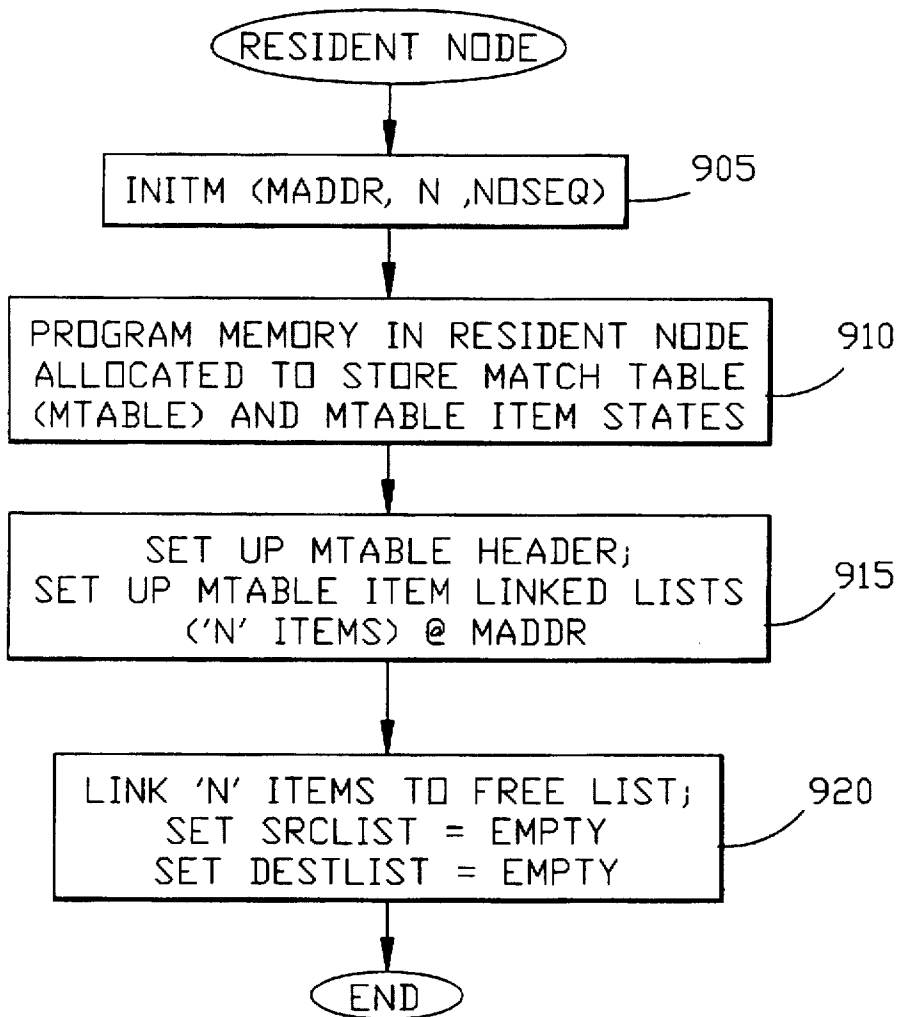 RESIDENT NODE
INITM (MADDR, N ,NOSEQ)
905
PROGRAM MEMORY IN RESIDENT NODE
ALLOCATED TO STORE MATCH TABLE
(MTABLE) AND MTABLE ITEM STATES
910
SET UP MTABLE HEADER;
SET UP MTABLE ITEM LINKED LISTS
('N' ITEMS) @ MADDR
915
LINK 'N' ITEMS TO FREE LIST;
SET SRCLIST = EMPTY
SET DESTLIST = EMPTY
920
END